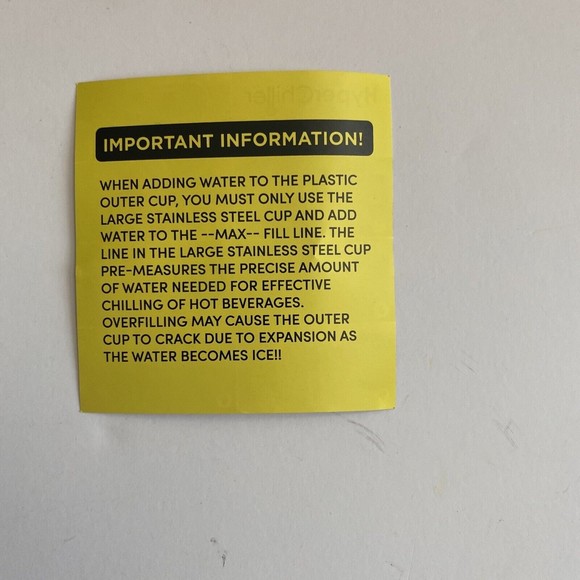 IMPORTANT INFORMATION!
WHEN ADDING WATER TO THE PLASTIC
OUTER CUP, YOU MUST ONLY USE THE
LARGE STAINLESS STEEL CUP AND ADD
WATER TO THE --MAX-- FILL LINE. THE
LINE IN THE LARGE STAINLESS STEEL CUP
PRE-MEASURES THE PRECISE AMOUNT
OF WATER NEEDED FOR EFFECTIVE
CHILLING OF HOT BEVERAGES.
OVERFILLING MAY CAUSE THE OUTER
CUP TO CRACK DUE TO EXPANSION AS
THE WATER BECOMES ICE!!